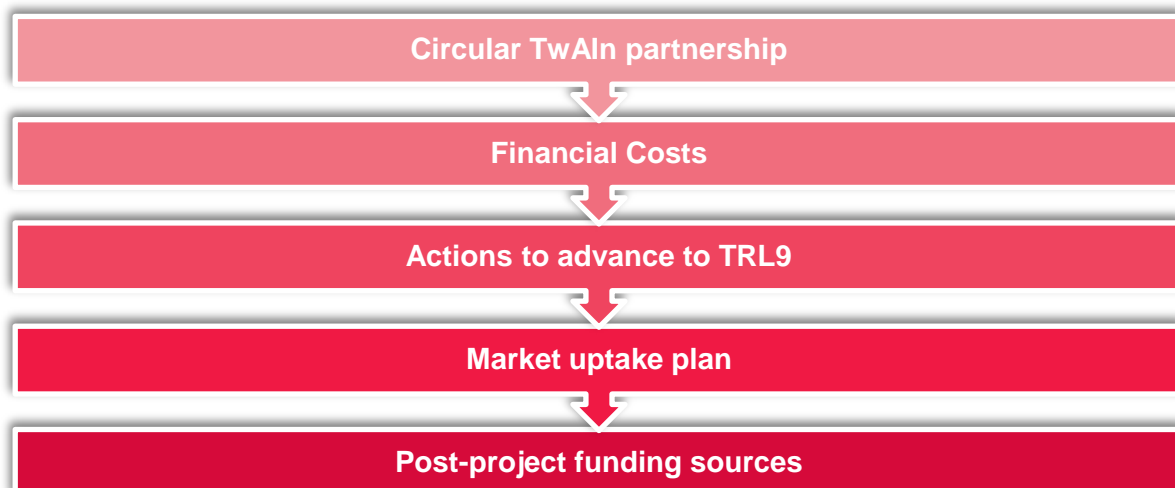 Circular TwAIn partnership
Financial Costs
Actions to advance to TRL9
Market uptake plan
Post-project funding sources